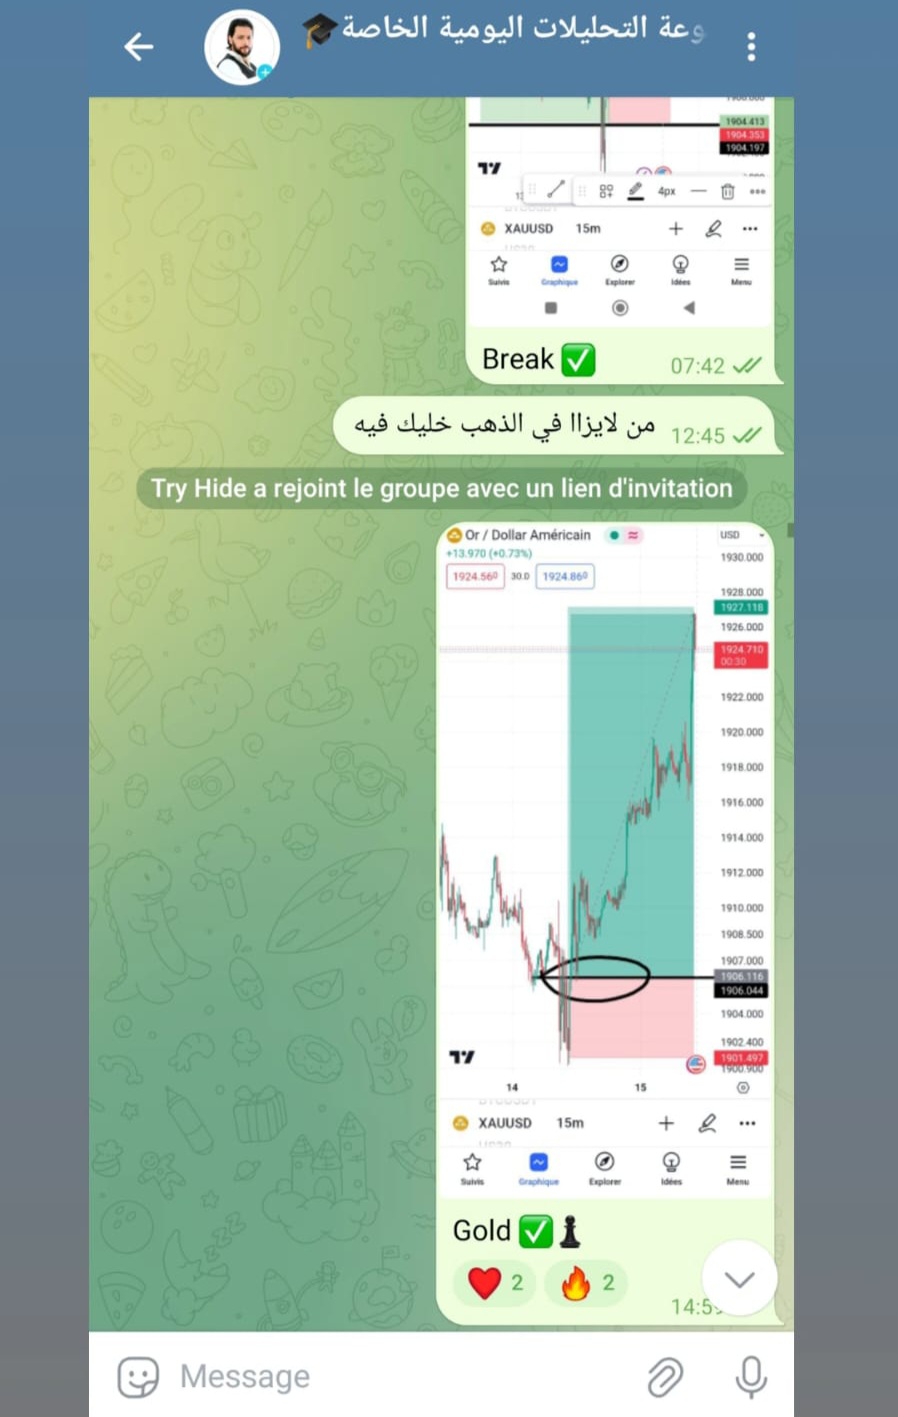 وعة التحليلات اليومية الخاصة🎓
1904.413
1904.353
1904.197
4px
XAUUSD 15m
Suivis Graphique Explorer Idées Menu
Break ✅
07:42
من لايزاا في الذهب خليك فيه
12:45
Try Hide a rejoint le groupe avec un lien d'invitation
Or / Dollar Américain
USD
+13.970 (+0.73%)
1930.000
1924.560 30.0 1924.860
1928.000
1927.118
1926.000
1924.710
00:30
1922.000
1920.000
1918.000
1916.000
1914.000
1912.000
1910.000
1908.500
1907.000
1906.116
1906.044
1904.000
1902.400
1901.497
1900.900
14 15
XAUUSD 15m
Suivis Graphique Explorer Idées Menu
Gold ✅♟
❤️ 2 🔥 2
Message